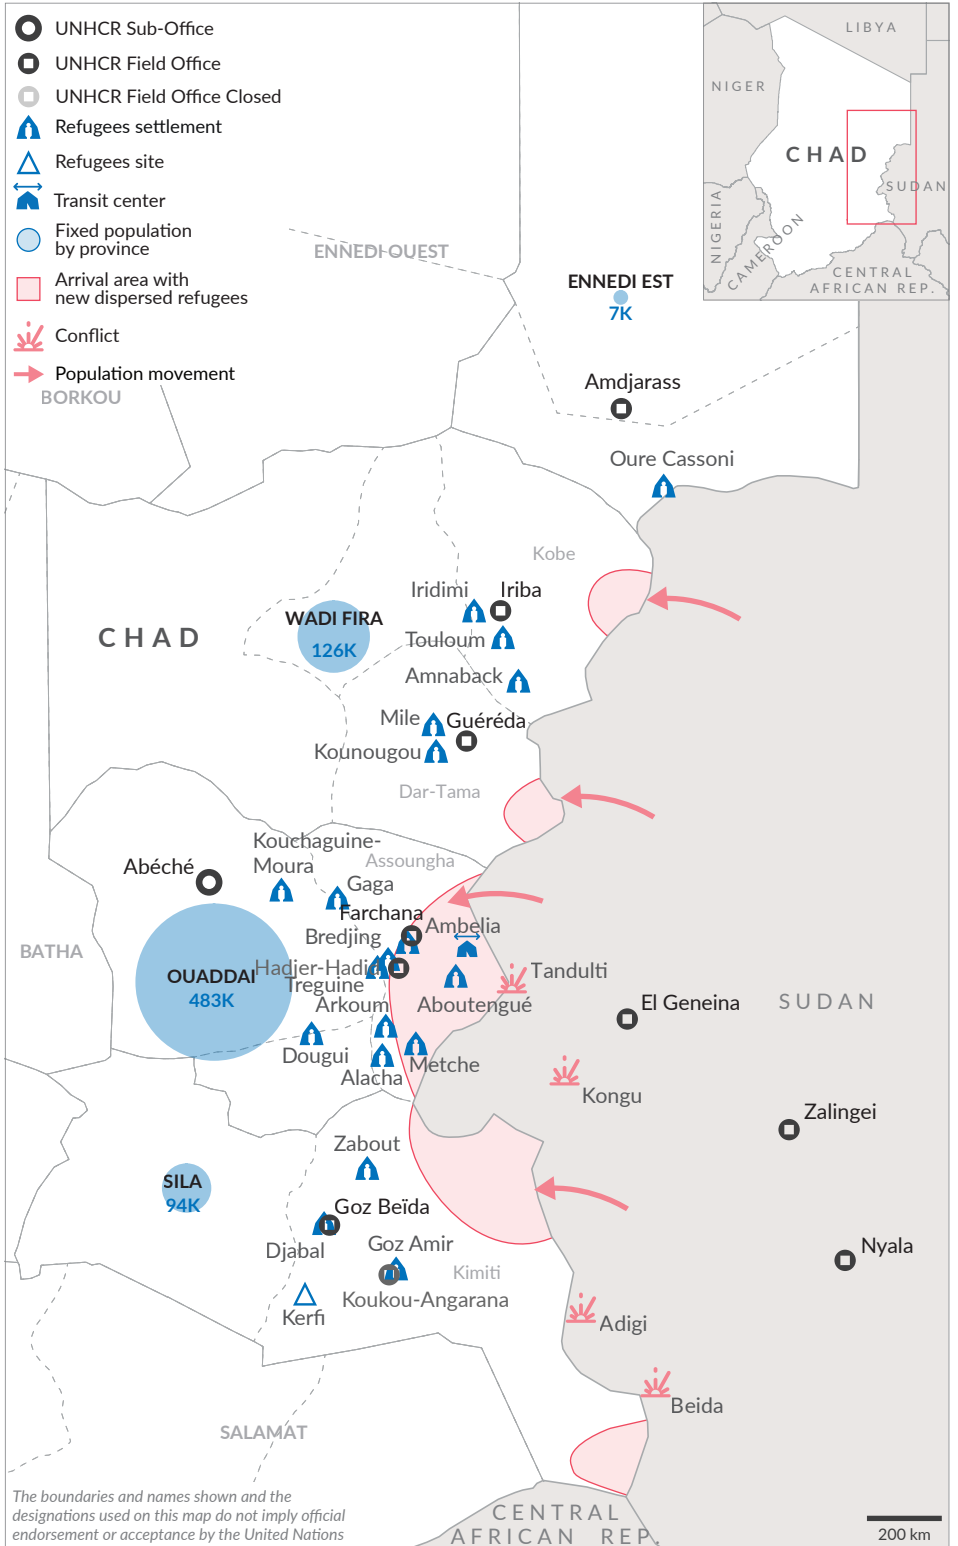 UNHCR Sub-Office
UNHCR Field Office
UNHCR Field Office Closed
Refugees settlement
Refugees site
Transit center
Fixed population
by province
Arrival area with
new dispersed refugees
Conflict
Population movement
LIBYA
NIGER
CHAD
SUDAN
NIGERIA
CAMEROON
CENTRAL
AFRICAN REP.
ENNEDI OUEST
ENNEDI EST
7K
BORKOU
Amdjarass
Oure Cassoni
Kobe
Iridimi
Iriba
WADI FIRA
126K
CHAD
Touloum
Amnaback
Mile
Guéréda
Kounougou
Dar-Tama
Kouchaguine-
Moura
Assoungha
Abéché
Gaga
Farchana
Ambelia
Bredjing
BATHA
Hadjer-Hadid
Treguine
OUADDAI
483K
Tandulti
Arkoum
Aboutengué
El Geneina
SUDAN
Dougui
Metche
Alacha
Kongu
Zalingei
Zabout
SILA
94K
Goz Beïda
Djabal
Goz Amir
Nyala
Kimiti
Koukou-Angarana
Kerfi
Adigi
Beida
SALAMAT
The boundaries and names shown and the
designations used on this map do not imply official
endorsement or acceptance by the United Nations
CENTRAL
AFRICAN REP.
200 km